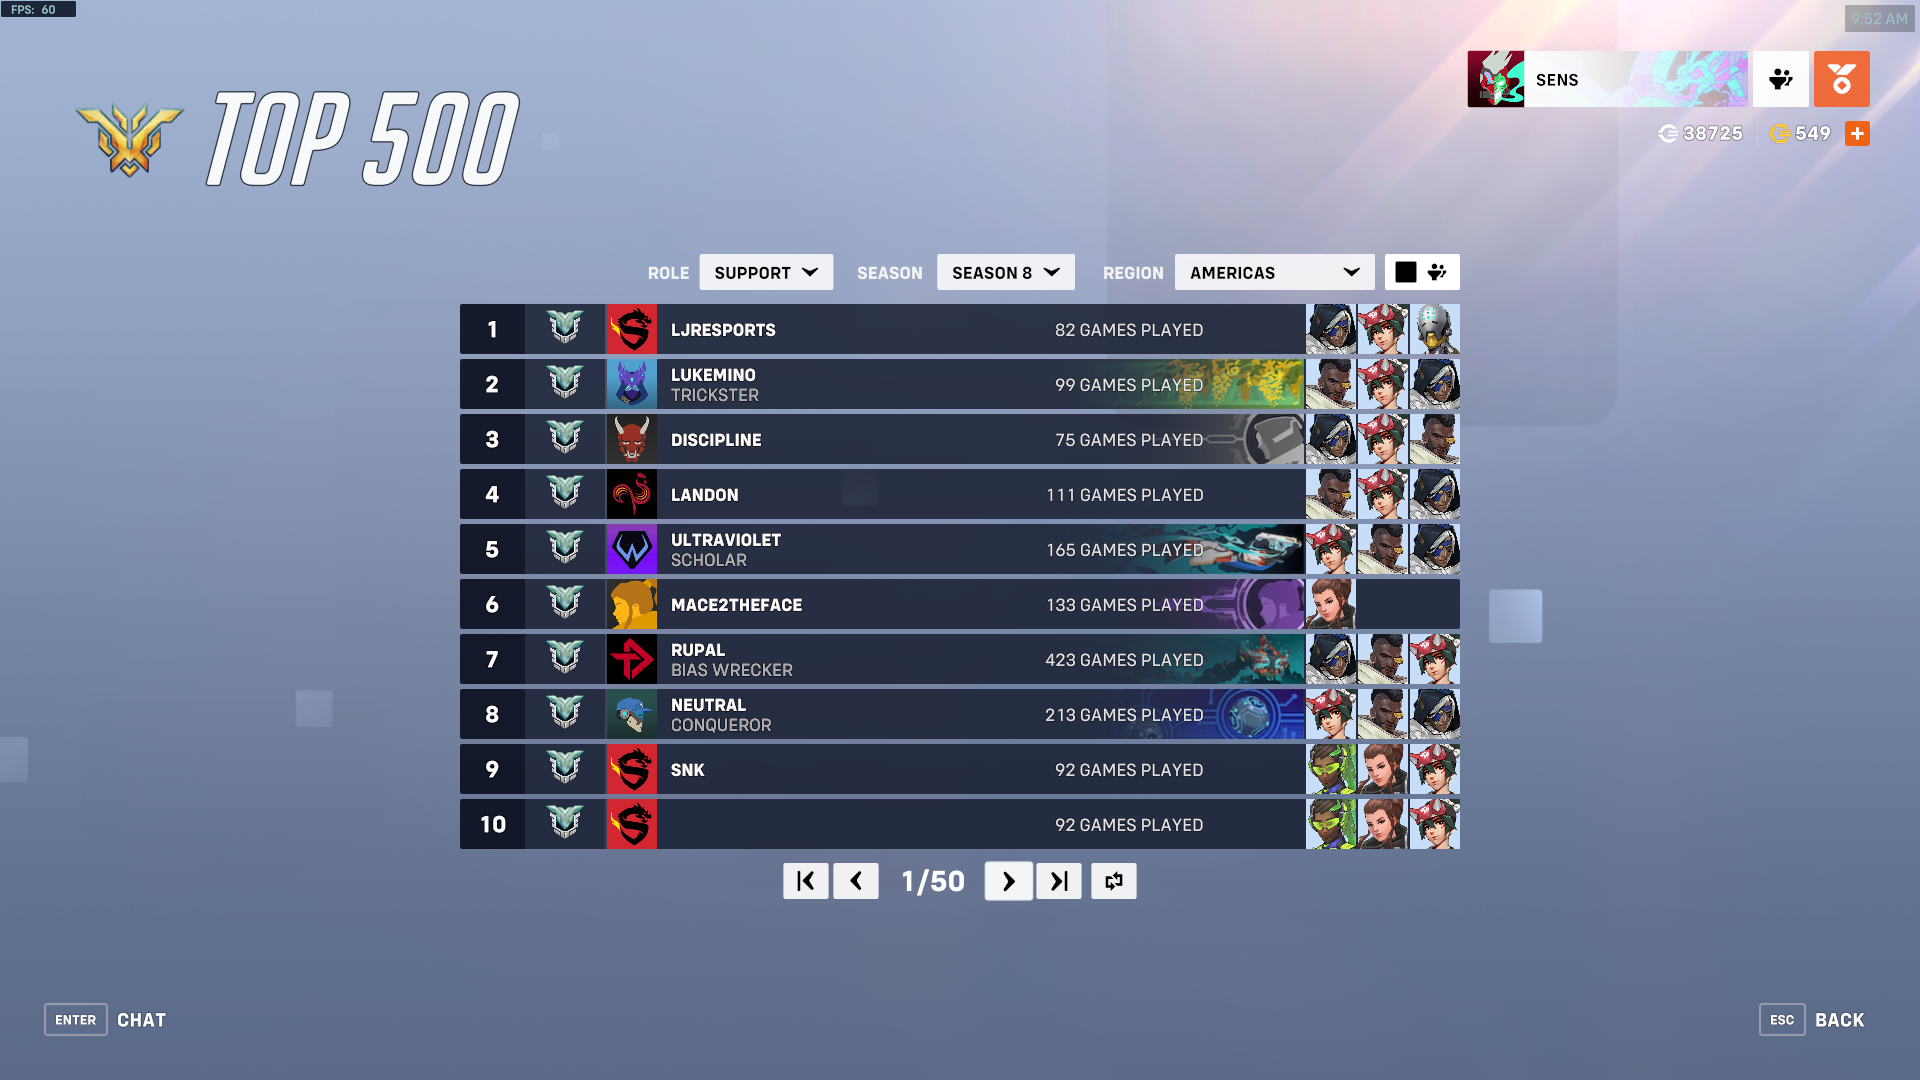 FPS: 60
9:52 AM
SENS
TOP 500
38725
549
ROLE SUPPORT SEASON SEASON 8 REGION AMERICAS
1 LJRESPORTS 82 GAMES PLAYED
2 LUKEMINO 99 GAMES PLAYED
TRICKSTER
3 DISCIPLINE 75 GAMES PLAYED
4 LANDON 111 GAMES PLAYED
5 ULTRAVIOLET 165 GAMES PLAYED
SCHOLAR
6 MACE2THEFACE 133 GAMES PLAYED
7 RUPAL 423 GAMES PLAYED
BIAS WRECKER
8 NEUTRAL 213 GAMES PLAYED
CONQUEROR
9 SNK 92 GAMES PLAYED
10 92 GAMES PLAYED
1/50
ENTER CHAT
ESC BACK